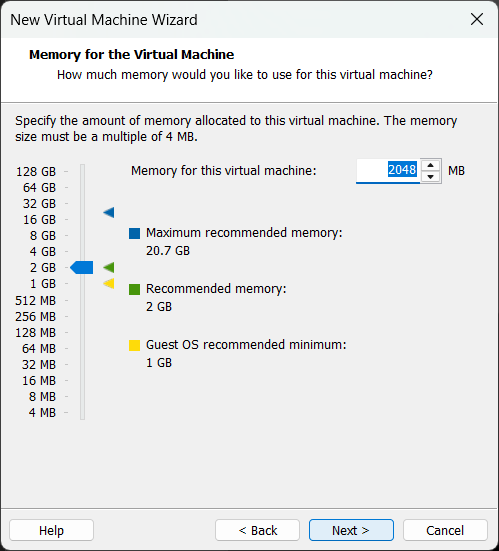 New Virtual Machine Wizard
Memory for the Virtual Machine
How much memory would you like to use for this virtual machine?
Specify the amount of memory allocated to this virtual machine. The memory
size must be a multiple of 4 MB.
Memory for this virtual machine: 2048 MB
128 GB
64 GB
32 GB
16 GB
8 GB
4 GB
2 GB
1 GB
512 MB
256 MB
128 MB
64 MB
32 MB
16 MB
8 MB
4 MB
Maximum recommended memory:
20.7 GB
Recommended memory:
2 GB
Guest OS recommended minimum:
1 GB
Help
< Back
Next >
Cancel